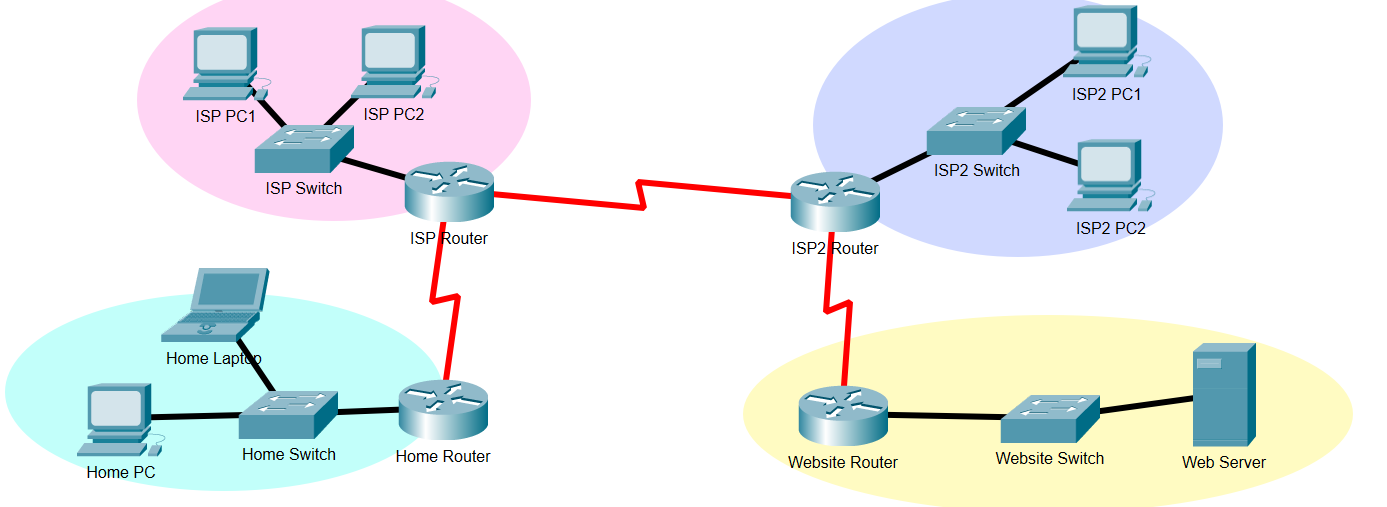 ISP PC1
ISP PC2
ISP Switch
ISP Router
ISP2 PC1
ISP2 Switch
ISP2 PC2
ISP2 Router
Home Laptop
Home PC
Home Switch
Home Router
Website Router
Website Switch
Web Server